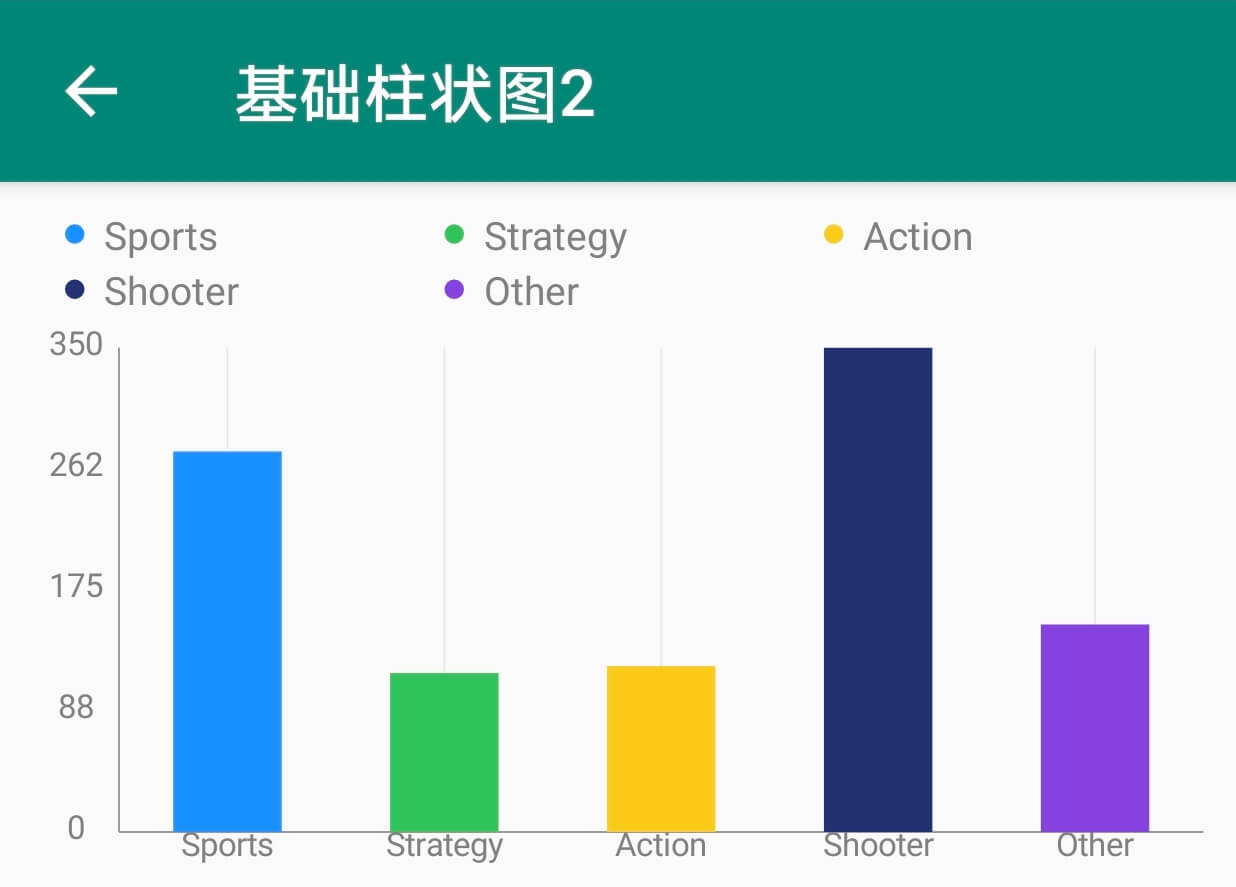 基础柱状图2
Sports Strategy Action
Shooter Other
350
262
175
88
0
Sports Strategy Action Shooter Other